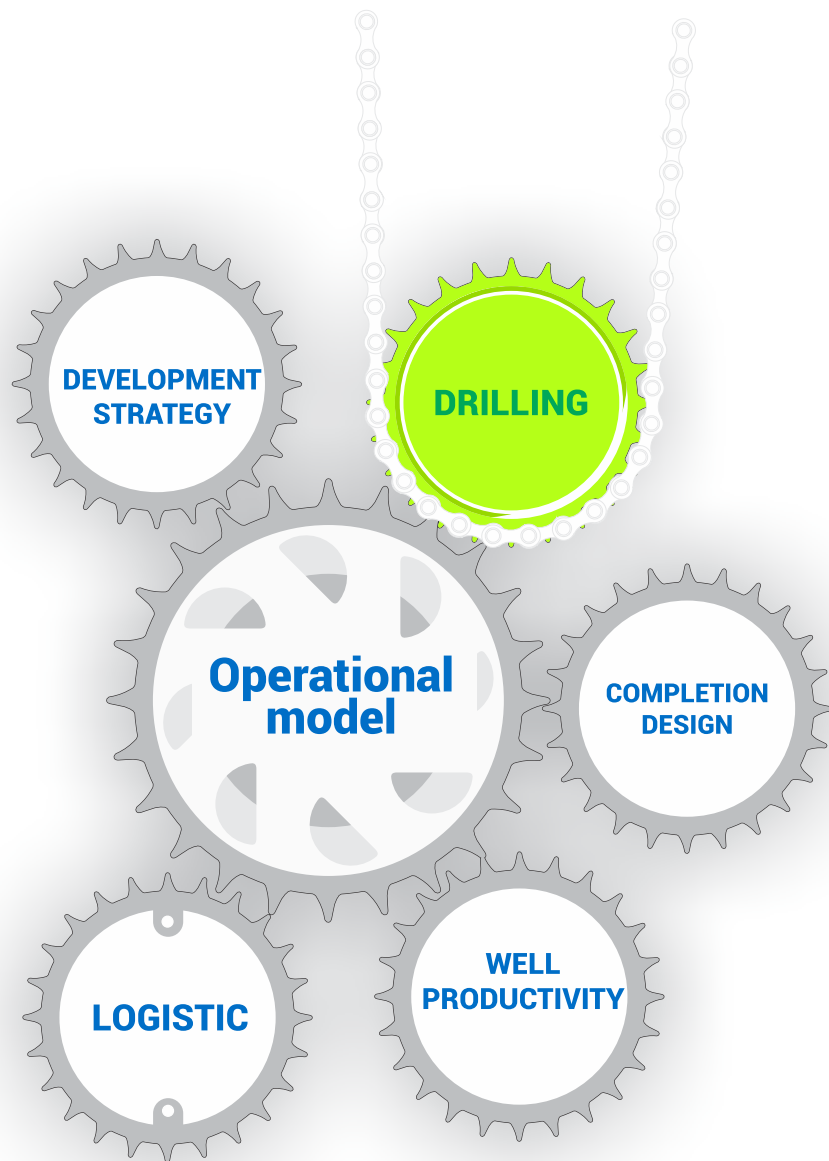 DEVELOPMENT
STRATEGY
DRILLING
Operational
model
COMPLETION
DESIGN
WELL
PRODUCTIVITY
LOGISTIC